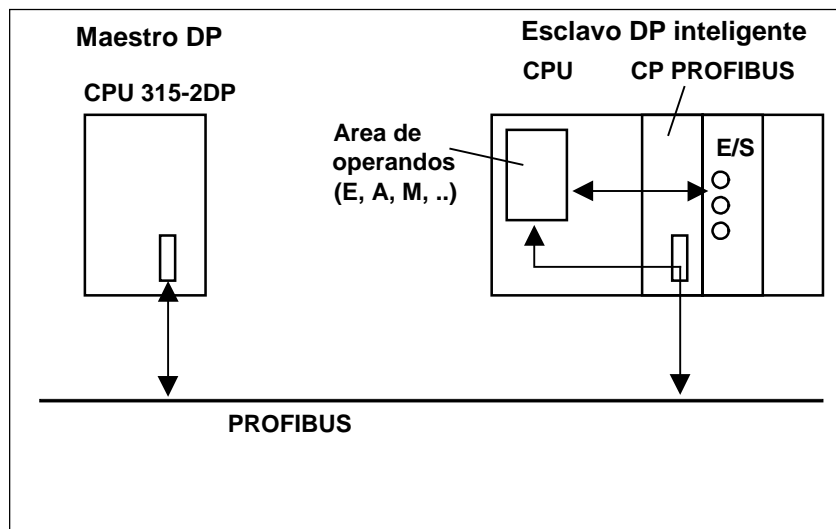 Maestro DP
CPU 315-2DP
Esclavo DP inteligente
CPU
CP PROFIBUS
Area de
operandos
(E, A, M, ..)
E/S
PROFIBUS